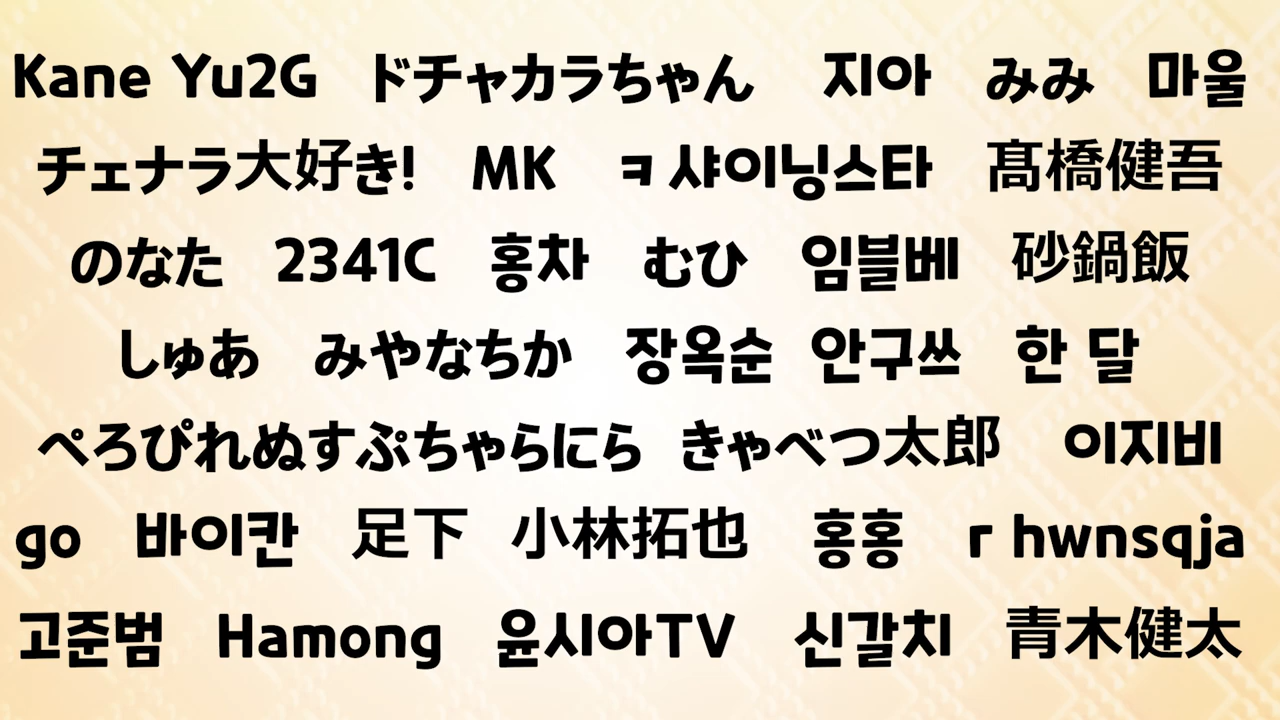 Kane Yu2G ドチャカラちゃん 지아 みみ 마울
チェナラ大好き! MK ㅋ샤이닝스타 髙橋健吾
のなた 2341C 홍차 むひ 임블베 砂鍋飯
しゅあ みやなちか 장옥순 안구쓰 한 달
ぺろぴれぬすぷちゃらにら きゃべつ太郎 이지비
go 바이칸 足下 小林拓也 홍홍 r hwnsqja
고준범 Hamong 윤시아TV 신갈치 青木健太